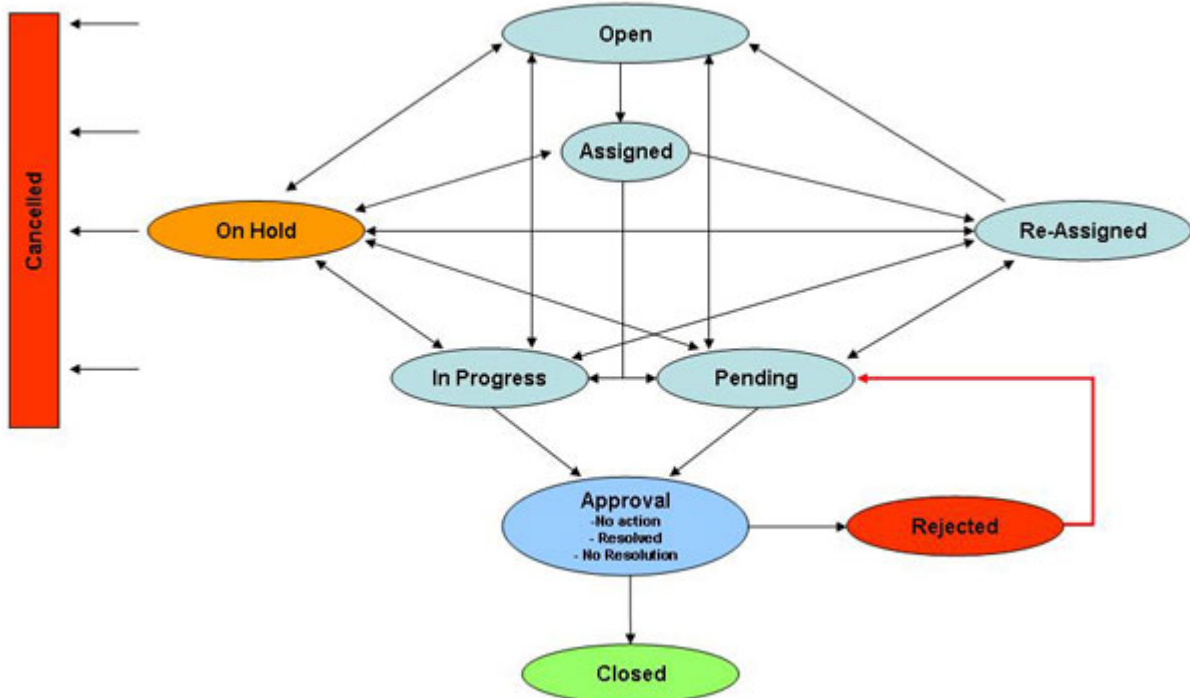 Open
Assigned
Cancelled
On Hold
Re-Assigned
In Progress
Pending
Approval
-No action
- Resolved
- No Resolution
Rejected
Closed